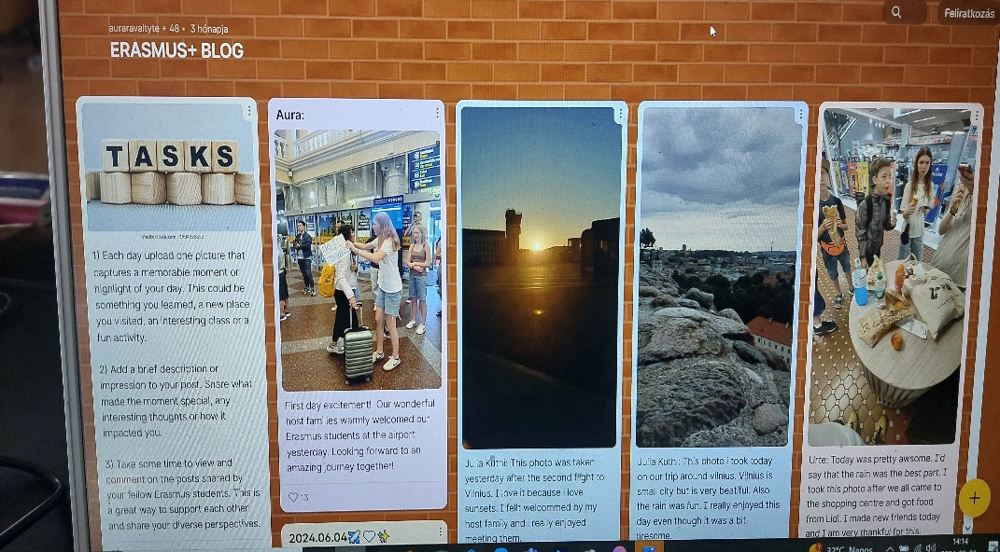 auraravaityte + 48 • 3 hónapja
ERASMUS+ BLOG
Feliratkozás
TASKS
1) Each day upload one picture that
captures a memorable moment or
highlight of your day. This could be
something you learned, a new place
you visited, an interesting class or a
fun activity.
2) Add a brief description or
impression to your post. Share what
made the moment special, any
interesting thoughts or how it
impacted you.
3) Take some time to view and
comment on the posts shared by
your fellow Erasmus students. This is
a great way to support each other
and share your diverse perspectives.
Aura:
First day excitement! Our wonderful
host families warmly welcomed our
Erasmus students at the airport
yesterday. Looking forward to an
amazing journey together!
13
2024.06.04
Julia Kuthi: This photo was taken
yesterday after the second flight to
Vilnius. I love it because i love
sunsets. I fellt welcommed by my
host family and i really enjoyed
meeting them.
Julia Kuthi: This photo i took today
on our trip around vilnius. Vilnius is
small city but is very beatiful. Also
the rain was fun. I really enjoyed this
day even though it was a bit
tiresome.
Urte: Today was pretty awsome. I'd
say that the rain was the best part. I
took this photo after we all came to
the shopping centre and got food
from Lidl. I made new friends today
and I am very thankful for this.
+
32°C Napos
14:14